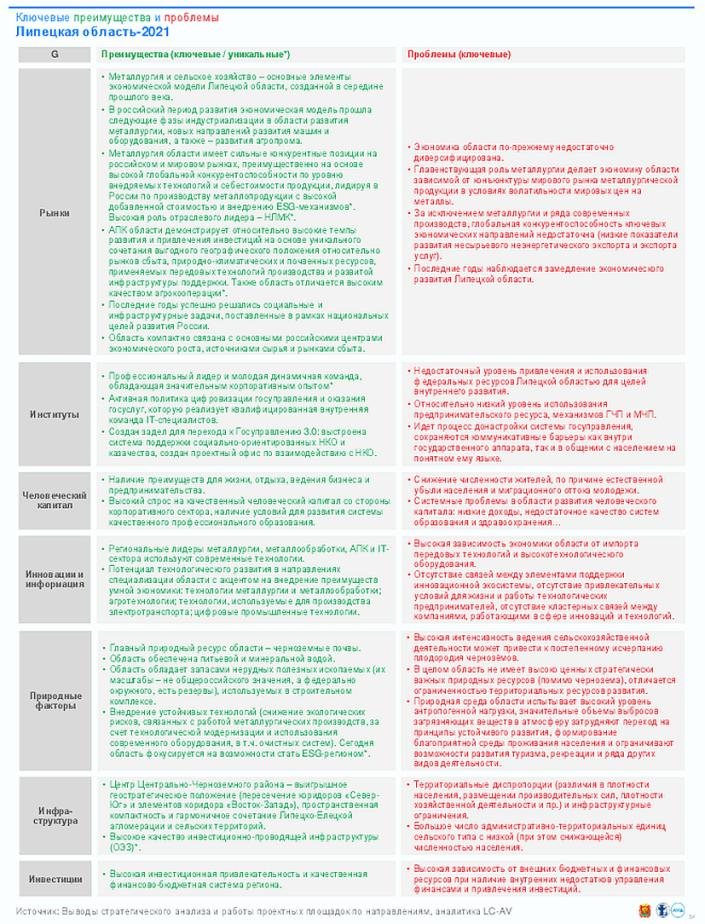 Ключевые преимущества и проблемы
Липецкая область-2021
G
Преимущества (ключевые / уникальные*)
Проблемы (ключевые)
Рынки
• Металлургия и сельское хозяйство – основные элементы
экономической модели Липецкой области, созданной в середине
прошлого века.
• В российский период развития экономическая модель прошла
следующие фазы индустриализации в области развития
металлургии, новых направлений развития машин и
оборудования, а также – развития агропрома.
• Металлургия области имеет сильные конкурентные позиции на
российском и мировом рынках, преимущественно на основе
высокой глобальной конкурентоспособности по уровню
внедряемых технологий и себестоимости продукции, лидируя в
России по производству металлопродукции с высокой
добавленной стоимостью и внедрению ESG-механизмов*.
Высокая роль отраслевого лидера – НЛМК*.
• АПК области демонстрирует относительно высокие темпы
развития и привлечения инвестиций на основе уникального
сочетания выгодного географического положения относительно
рынков сбыта, природно-климатических и почвенных ресурсов,
применяемых передовых технологий производства и развитой
инфраструктуры поддержки. Также область отличается высоким
качеством агрокооперации*.
• Последние годы успешно решались социальные и
инфраструктурные задачи, поставленные в рамках национальных
целей развития России.
• Область компактно связана с основными российскими центрами
экономического роста, источниками сырья и рынками сбыта.
• Экономика области по-прежнему недостаточно
диверсифицирована.
• Главенствующая роль металлургии делает экономику области
зависимой от конъюнктуры мирового рынка металлургической
продукции в условиях волатильности мировых цен на
металлы.
• За исключением металлургии и ряда современных
производств, глобальная конкурентоспособность ключевых
экономических направлений недостаточна (низкие показатели
развития несырьевого неэнергетического экспорта и экспорта
услуг).
• Последние годы наблюдается замедление экономического
развития Липецкой области.
Институты
• Профессиональный лидер и молодая динамичная команда,
обладающая значительным корпоративным опытом*
• Активная политика цифровизации госуправления и оказания
госуслуг, которую реализует квалифицированная внутренняя
команда IT-специалистов.
• Создан задел для перехода к Госуправлению 3.0: выстроена
система поддержки социально-ориентированных НКО и
казачества, создан проектный офис по взаимодействию с НКО.
• Недостаточный уровень привлечения и использования
федеральных ресурсов Липецкой областью для целей
внутреннего развития.
• Относительно низкий уровень использования
предпринимательского ресурса, механизмов ГЧП и МЧП.
• Идет процесс донастройки системы госуправления,
сохраняются коммуникативные барьеры как внутри
государственного аппарата, так и в общении с населением на
понятном ему языке.
Человеческий
капитал
• Наличие преимуществ для жизни, отдыха, ведения бизнеса и
предпринимательства.
• Высокий спрос на качественный человеческий капитал со стороны
корпоративного сектора, наличие условий для развития системы
качественного профессионального образования.
• Снижение численности жителей, по причине естественной
убыли населения и миграционного оттока молодежи.
• Системные проблемы в области развития человеческого
капитала: низкие доходы, недостаточное качество систем
образования и здравоохранения...
Инновации и
информация
• Региональные лидеры металлургии, металлообработки, АПК и IT-
сектора используют современные технологии.
• Потенциал технологического развития в направлениях
специализации области с акцентом на внедрение преимуществ
умной экономики: технологии металлургии и металлообработки;
агротехнологии; технологии, используемые для производства
электротранспорта; цифровые промышленные технологии.
• Высокая зависимость экономики области от импорта
передовых технологий и высокотехнологического
оборудования.
• Отсутствие связей между элементами поддержки
инновационной экосистемы, отсутствие привлекательных
условий для жизни и работы технологических
предпринимателей, отсутствие кластерных связей между
компаниями, работающими в сфере инноваций и технологий.
Природные
факторы
• Главный природный ресурс области – черноземные почвы.
• Область обеспечена питьевой и минеральной водой.
• Область обладает запасами нерудных полезных ископаемых (их
масштабы – не общероссийского значения, а федерально
окружного, есть резервы), используемых в строительном
комплексе.
• Внедрение устойчивых технологий (снижение экологических
рисков, связанных с работой металлургических производств, за
счет технологической модернизации и использования
современного оборудования, в т.ч. очистных систем). Сегодня
область фокусируется на возможности стать ESG-регионом*.
• Высокая интенсивность ведения сельскохозяйственной
деятельности может привести к постепенному исчерпанию
плодородия чернозёмов.
• В целом область не имеет высоко ценных стратегически
важных природных ресурсов (помимо чернозема), отличается
ограниченностью территориальных ресурсов развития.
• Природная среда области испытывает высокий уровень
антропогенной нагрузки, значительные объемы выбросов
загрязняющих веществ в атмосферу затрудняют переход на
принципы устойчивого развития, формирование
благоприятной среды проживания населения и ограничивают
возможности развития туризма, рекреации и ряда других
видов деятельности.
Инфра-
структура
• Центр Центрально-Черноземного района – выигрышное
геостратегическое положение (пересечение коридоров «Север-
Юг» и элементов коридора «Восток-Запад»), пространственная
компактность и гармоничное сочетание Липецко-Елецкой
агломерации и сельских территорий.
• Высокое качество инвестиционно-проводящей инфраструктуры
(ОЭЗ)*.
• Территориальные диспропорции (различия в плотности
населения, размещении производительных сил, плотности
хозяйственной деятельности и пр.) и инфраструктурные
ограничения.
• Большое число административно-территориальных единиц
сельского типа с низкой (при этом снижающейся)
численностью населения.
Инвестиции
• Высокая инвестиционная привлекательность и качественная
финансово-бюджетная система региона.
• Высокая зависимость от внешних бюджетных и финансовых
ресурсов при наличие внутренних недостатков управления
финансами и привлечения инвестиций.
Источник: Выводы стратегического анализа и работы проектных площадок по направлениям, аналитика LC-AV